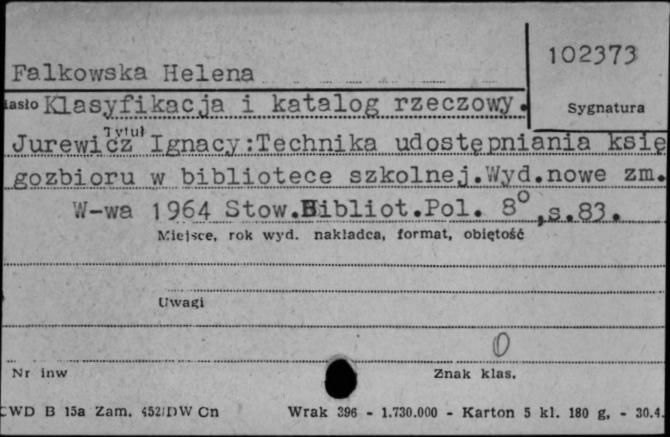 102373
Falkowska Helena
Sygnatura
Klasyfikacja i katalog rzeczowy.
Tytuł
Jurewicz Ignacy:Technika udostępniania księ
gozbioru w bibliotece szkolnej.Wyd.nowe zm.
W-wa 1964 Stow.Bibliot.Pol. 8°,s.83.
Miejsce, rok wyd. nakładca, format, objętość
Uwagi
0
Nr inw
Znak klas.
CWD B 15a Zam. 452/DW Cn Wrak 396 - 1.730.000 - Karton 5 kl. 180 g. - 30.4.